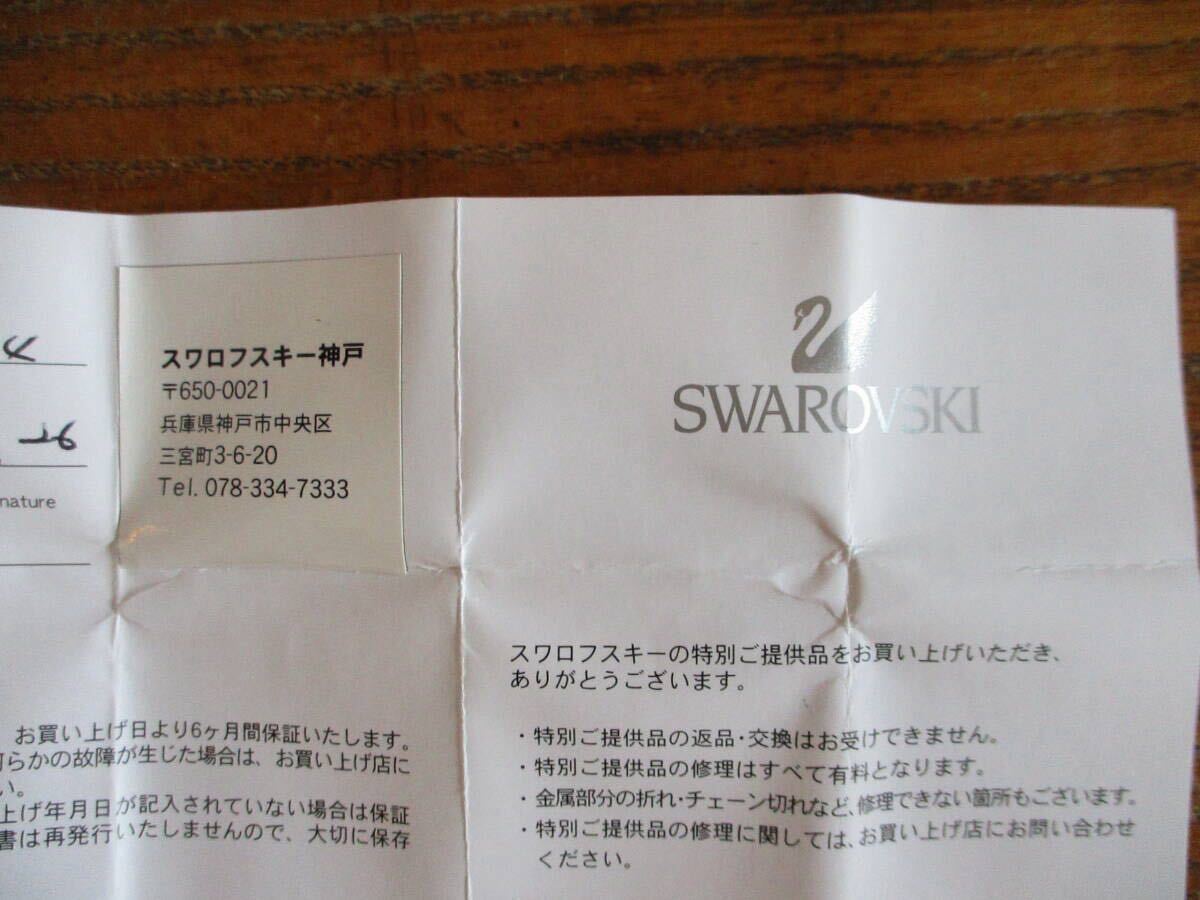 スワロフスキー神戸
〒650-0021
兵庫県神戸市中央区
三宮町3-6-20
Tel. 078-334-7333
26
nature
お買い上げ日より6ヶ月間保証いたします。
らかの故障が生じた場合は、お買い上げ店に
い。
上げ年月日が記入されていない場合は保証
書は再発行いたしませんので、大切に保存
SWAROVSKI
スワロフスキーの特別ご提供品をお買い上げいただき、
ありがとうございます。
・特別ご提供品の返品・交換はお受けできません。
・特別ご提供品の修理はすべて有料となります。
・金属部分の折れ・チェーン切れなど、修理できない箇所もございます。
・特別ご提供品の修理に関しては、お買い上げ店にお問い合わせ
ください。